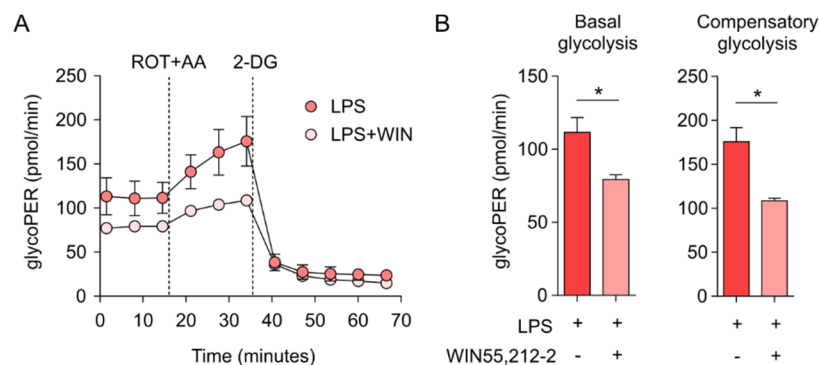 A
ROT+AA 2-DG
glycoPER (pmol/min)
250
200
150
100
50
0
LPS
LPS+WIN
0 10 20 30 40 50 60 70
Time (minutes)
B
Basal
glycolysis
glycoPER (pmol/min)
150
100
50
0
*
Compensatory
glycolysis
250
200
150
100
50
0
*
LPS + + + +
WIN55,212-2 - + - +